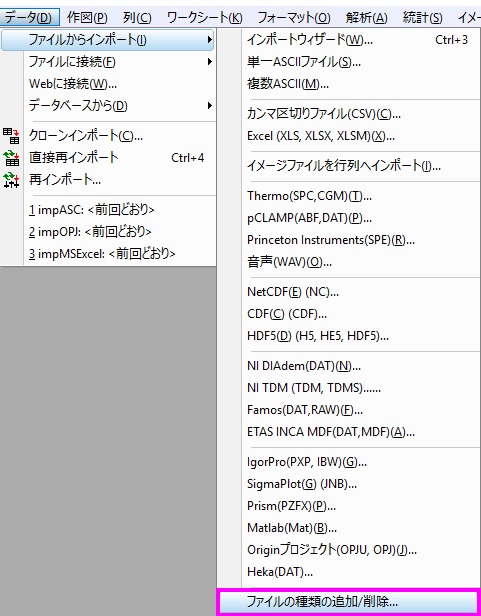 データ(D) 作図(P) 列(C) ワークシート(K) フォーマット(O) 解析(A) 統計(S) イメ
ファイルからインポート(I)
ファイルに接続(F)
Webに接続(W)...
データベースから(D)
クローンインポート(C)...
直接再インポート Ctrl+4
再インポート...
1 impASC: <前回どおり>
2 impOPJ: <前回どおり>
3 impMSExcel: <前回どおり>
インポートウィザード(W)... Ctrl+3
単一ASCIIファイル(S)...
複数ASCII(M)...
カンマ区切りファイル(CSV)(C)...
Excel (XLS, XLSX, XLSM)(X)...
イメージファイルを行列へインポート(I)...
Thermo(SPC,CGM)(T)...
pCLAMP(ABF,DAT)(P)...
Princeton Instruments(SPE)(R)...
音声(WAV)(O)...
NetCDF(E) (NC)...
CDF(C) (CDF)...
HDF5(D) (H5, HE5, HDF5)...
NI DIAdem(DAT)(N)...
NI TDM (TDM, TDMS)......
Famos(DAT,RAW)(F)...
ETAS INCA MDF(DAT,MDF)(A)...
IgorPro(PXP, IBW)(G)...
SigmaPlot(G) (JNB)...
Prism(PZFX)(P)...
Matlab(Mat)(B)...
Originプロジェクト(OPJU, OPJ)(J)...
Heka(DAT)...
ファイルの種類の追加/削除...